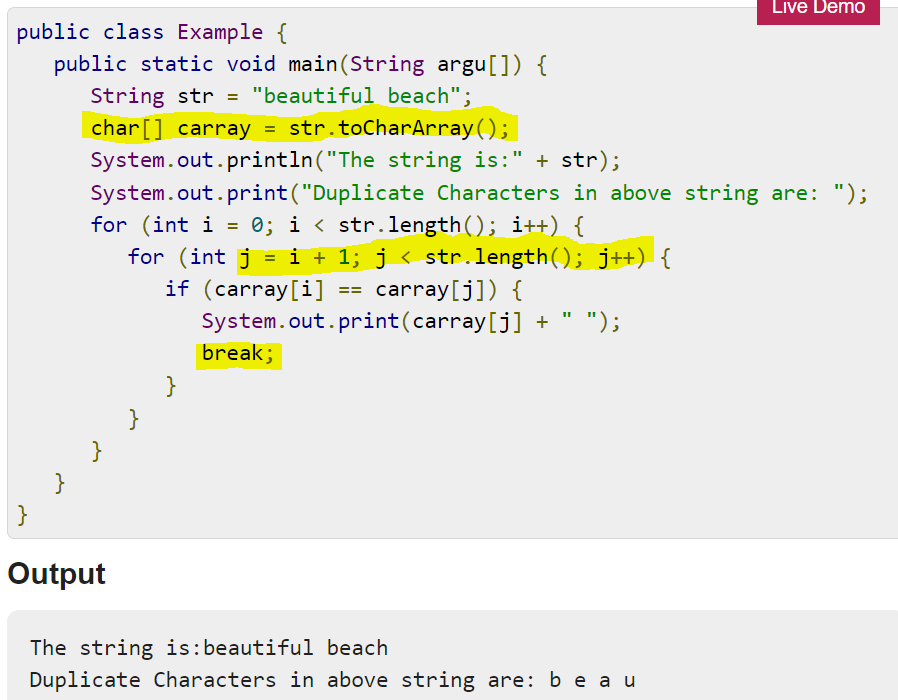 Live Demo
public class Example {
   public static void main(String argu[]) {
      String str = "beautiful beach";
      char[] carray = str.toCharArray();
      System.out.println("The string is:" + str);
      System.out.print("Duplicate Characters in above string are: ");
      for (int i = 0; i < str.length(); i++) {
         for (int j = i + 1; j < str.length(); j++) {
            if (carray[i] == carray[j]) {
               System.out.print(carray[j] + " ");
               break;
            }
         }
      }
   }
}
Output
The string is:beautiful beach
Duplicate Characters in above string are: b e a u